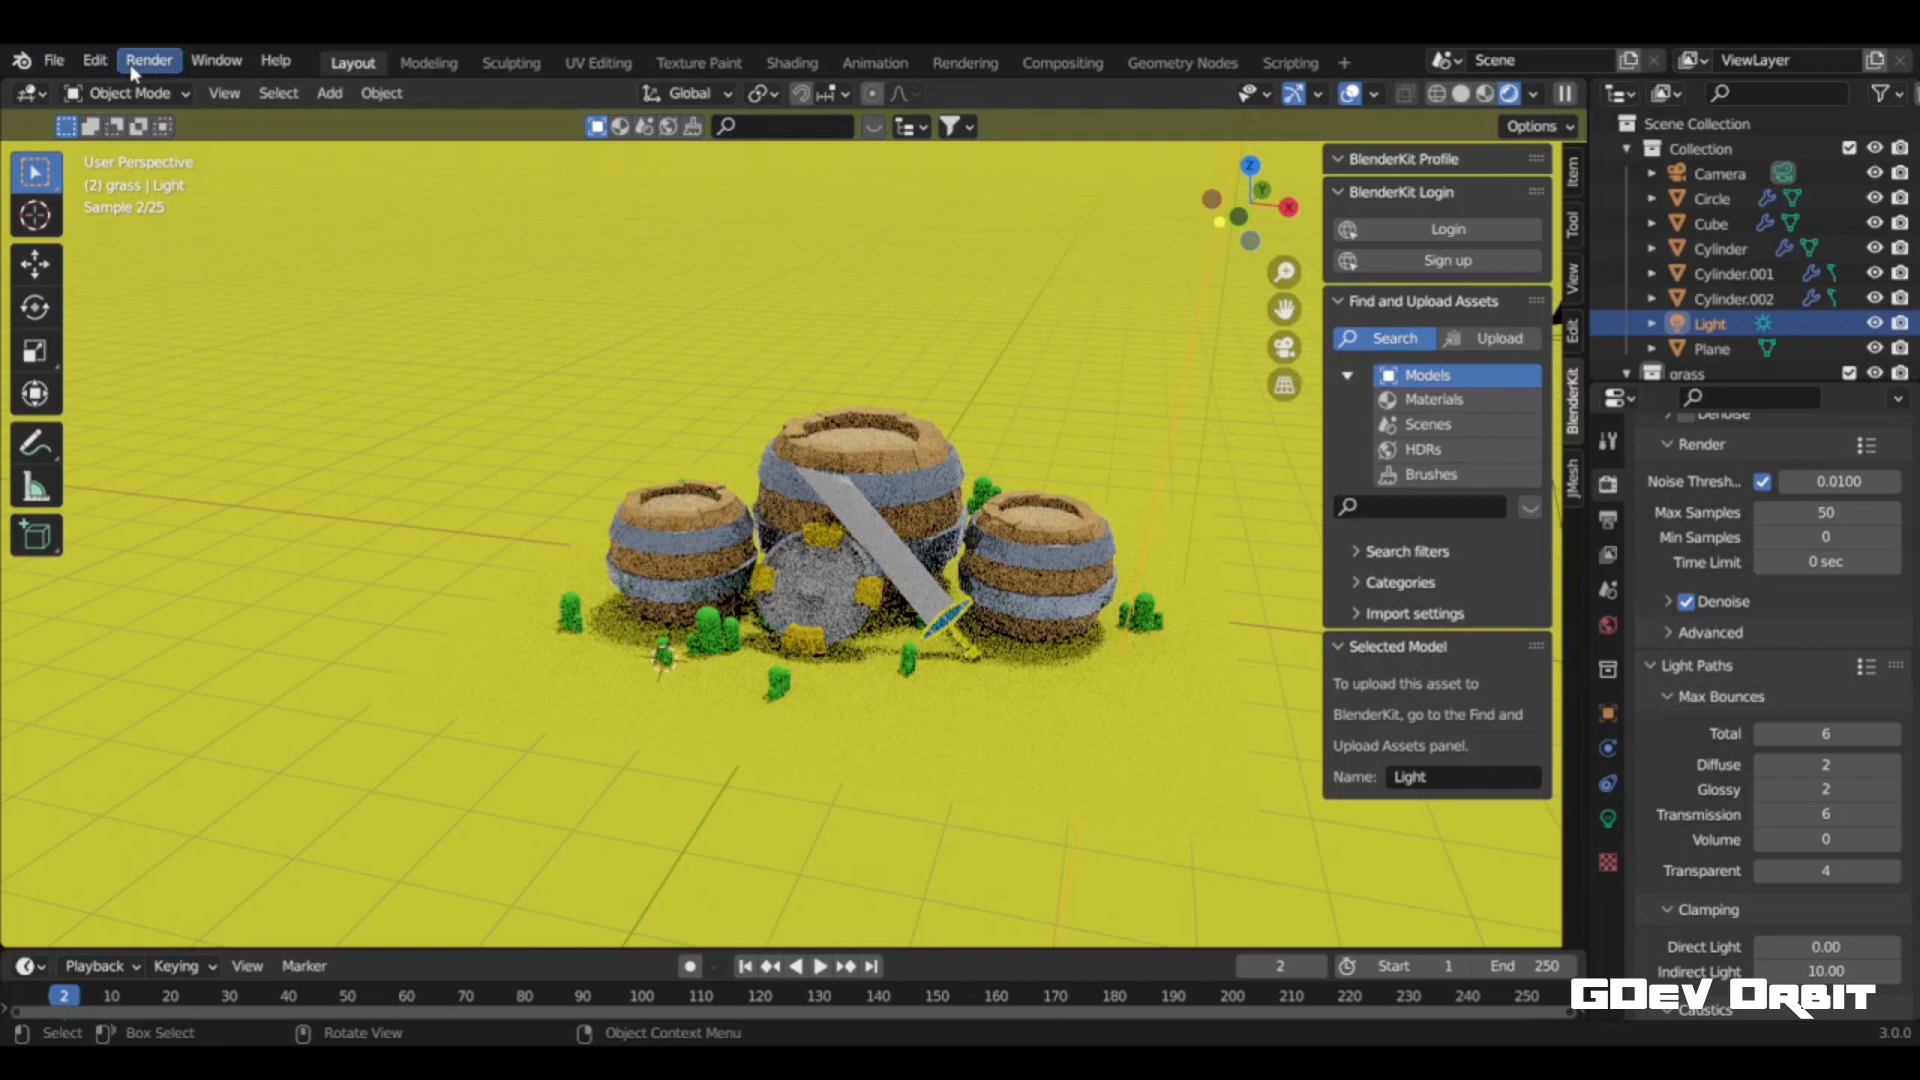 File Edit Render Window Help Layout Modeling Sculpting UV Editing Texture Paint Shading Animation Rendering Compositing Geometry Nodes Scripting + Scene ViewLayer
Object Mode View Select Add Object Global
Options
User Perspective
(2) grass | Light
Sample 2/25
Z
Y
X
BlenderKit Profile
BlenderKit Login
Login
Sign up
Find and Upload Assets
Search Upload
Models
Materials
Scenes
HDRs
Brushes
Search filters
Categories
Import settings
Selected Model
To upload this asset to
BlenderKit, go to the Find and
Upload Assets panel.
Name: Light
Item
Tool
View
Edit
BlenderKit
JMesh
Scene Collection
Collection
Camera
Circle
Cube
Cylinder
Cylinder.001
Cylinder.002
Light
Plane
grass
Denoise
Render
Noise Thresh... 0.0100
Max Samples 50
Min Samples 0
Time Limit 0 sec
Denoise
Advanced
Light Paths
Max Bounces
Total 6
Diffuse 2
Glossy 2
Transmission 6
Volume 0
Transparent 4
Clamping
Direct Light 0.00
Indirect Light 10.00
Caustics
GDev Orbit
Playback Keying View Marker 2 Start 1 End 250
2 10 20 30 40 50 60 70 80 90 100 110 120 130 140 150 160 170 180 190 200 210 220 230 240 250
Select Box Select Rotate View Object Context Menu 3.0.0